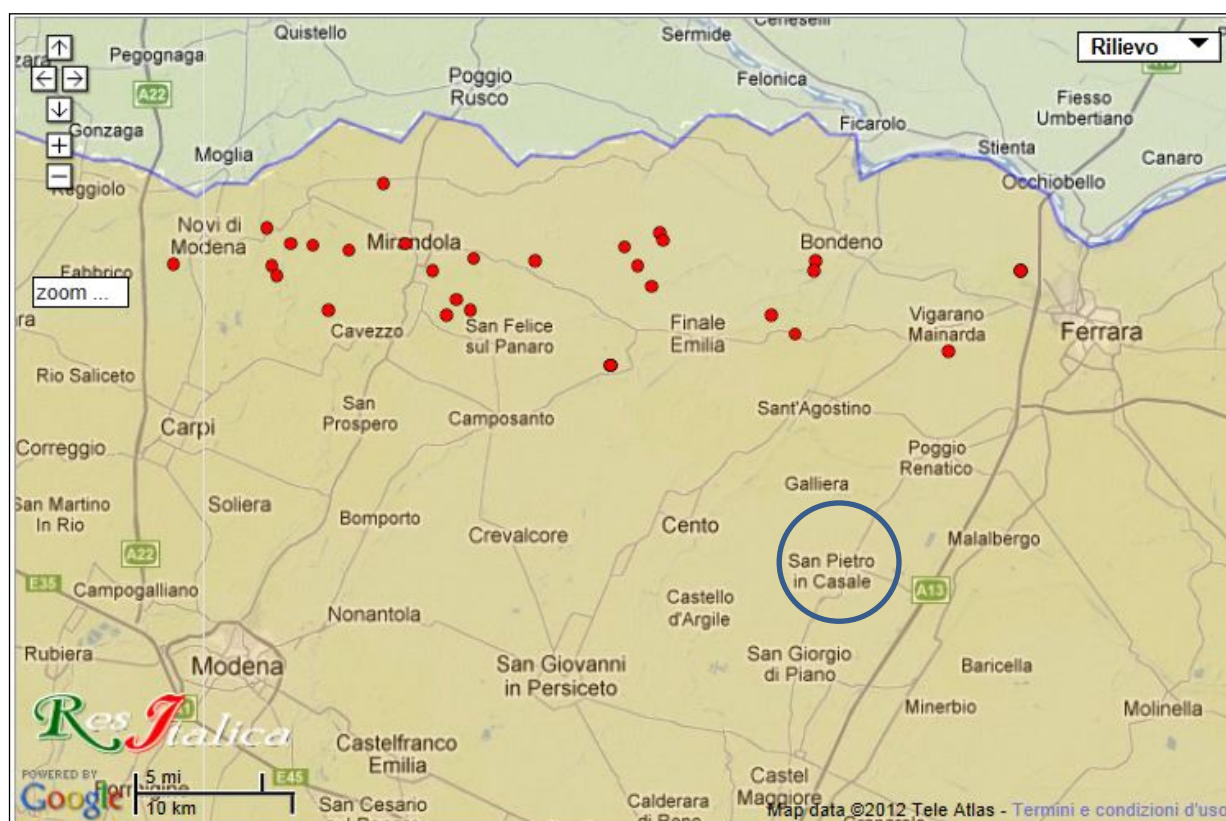 Quistello
Ceneselli
Sermide
Rilievo
Pegognaga
A22
Poggio
Rusco
Felonica
Fiesso
Umbertiano
Gonzaga
Moglia
Ficarolo
Stienta
Canaro
Reggiolo
Occhiobello
Novi di
Modena
Mirandola
Bondeno
Fabbrico
zoom ...
Cavezzo
San Felice
sul Panaro
Finale
Emilia
Vigarano
Mainarda
Ferrara
Rio Saliceto
San
Prospero
Camposanto
Sant'Agostino
Carpi
Correggio
Poggio
Renatico
Galliera
San Martino
In Rio
Soliera
Bomporto
Crevalcore
Cento
Malalbergo
A22
San Pietro
in Casale
E35
Campogalliano
A13
Nonantola
Castello
d'Argile
Rubiera
Modena
San Giovanni
in Persiceto
San Giorgio
di Piano
Baricella
Minerbio
Molinella
Res Italica
Castelfranco
Emilia
POWERED BY
Google
5 mi
10 km
E45
San Cesario
Calderara
di Reno
Castel
Maggiore
Map data ©2012 Tele Atlas - Termini e condizioni d'uso